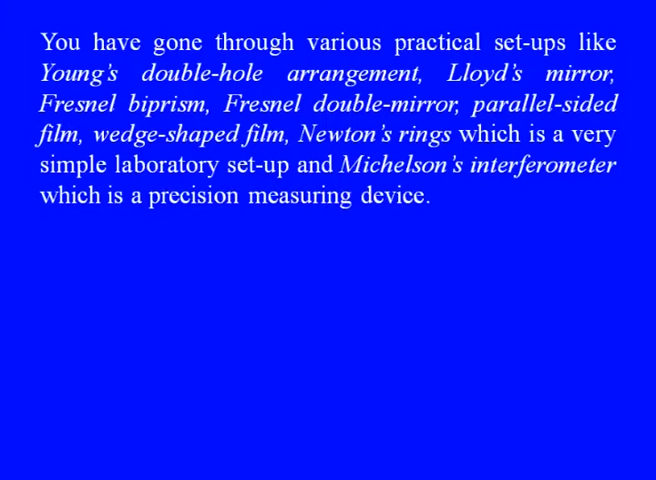 You have gone through various practical set-ups like
Young's double-hole arrangement, Lloyd's mirror,
Fresnel biprism, Fresnel double-mirror, parallel-sided
film, wedge-shaped film, Newton's rings which is a very
simple laboratory set-up and Michelson's interferometer
which is a precision measuring device.